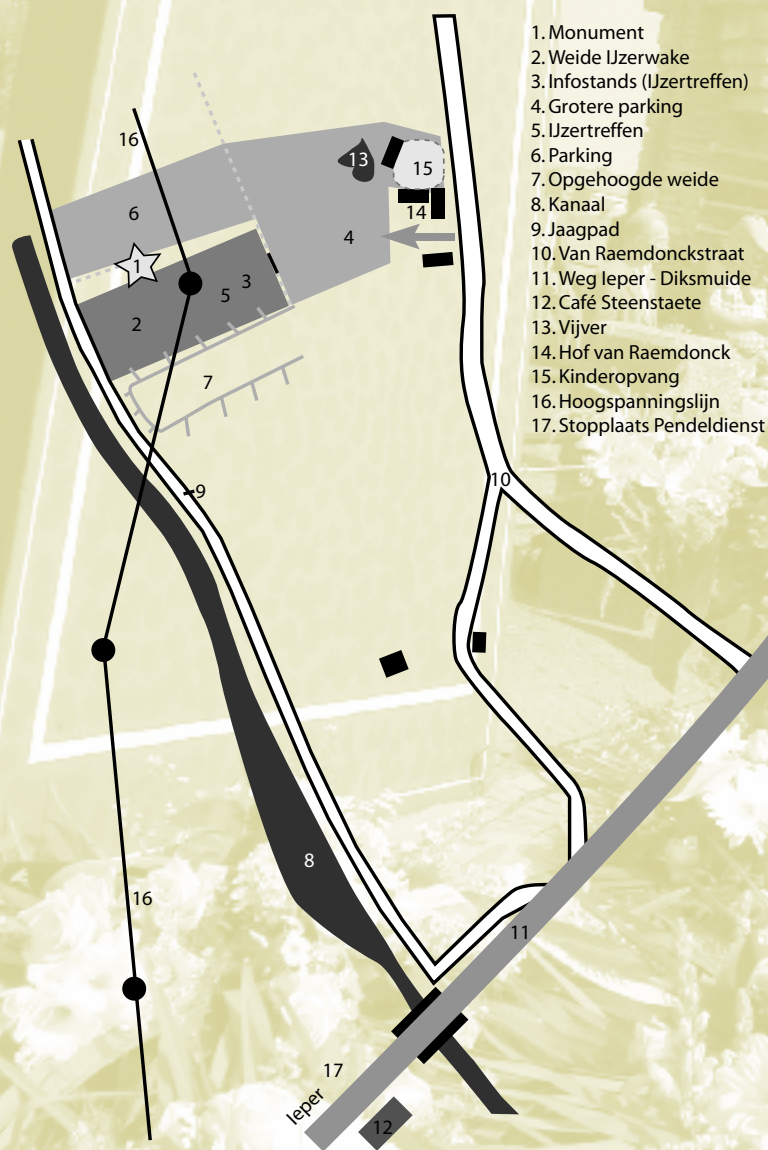 1. Monument
2. Weide IJzerwake
3. Infostands (IJzertreffen)
4. Grotere parking
5. IJzertreffen
6. Parking
7. Opgehoogde weide
8. Kanaal
9. Jaagpad
10. Van Raemdonckstraat
11. Weg Ieper - Diksmuide
12. Café Steenstaete
13. Vijver
14. Hof van Raemdonck
15. Kinderopvang
16. Hoogspanningslijn
17. Stopplaats Pendeldienst
16
13
15
6
14
4
1
3
5
2
7
10
9
8
16
11
17
Ieper
12